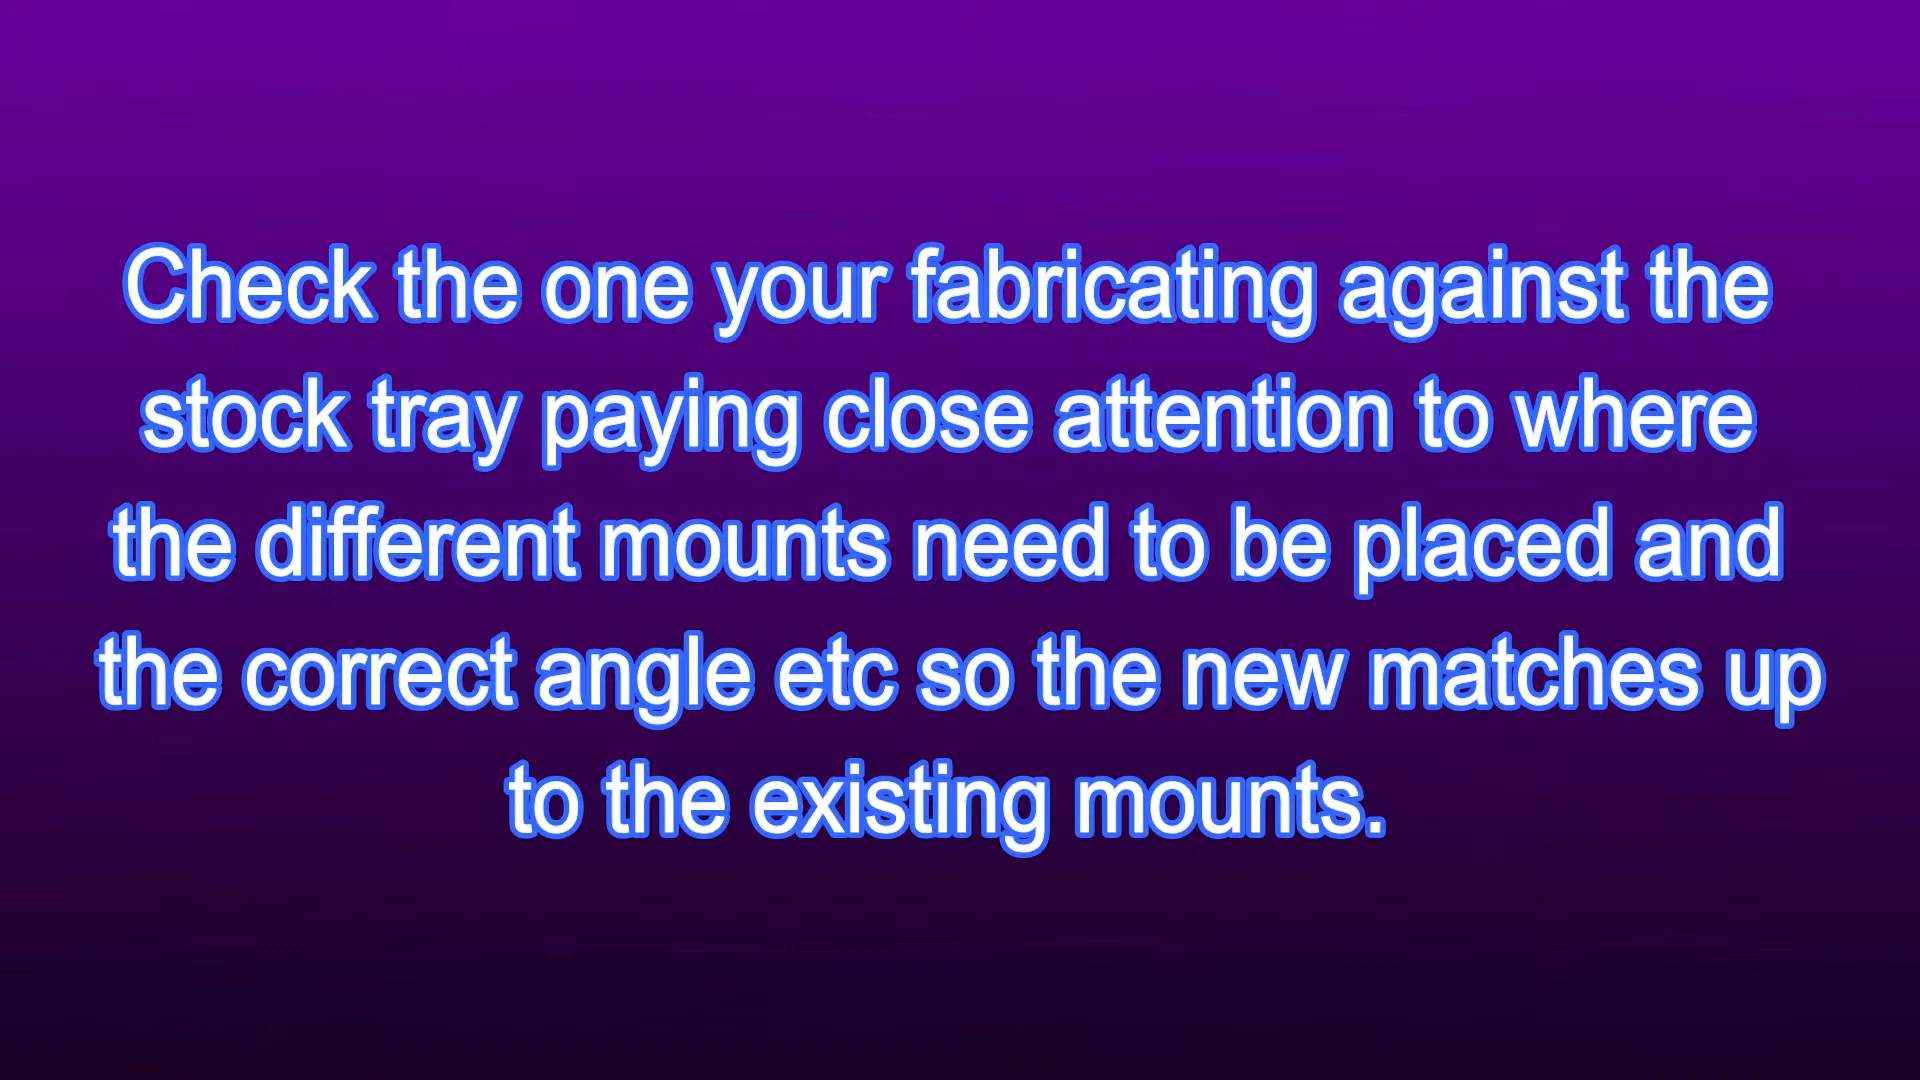 Check the one your fabricating against the
stock tray paying close attention to where
the different mounts need to be placed and
the correct angle etc so the new matches up
to the existing mounts.